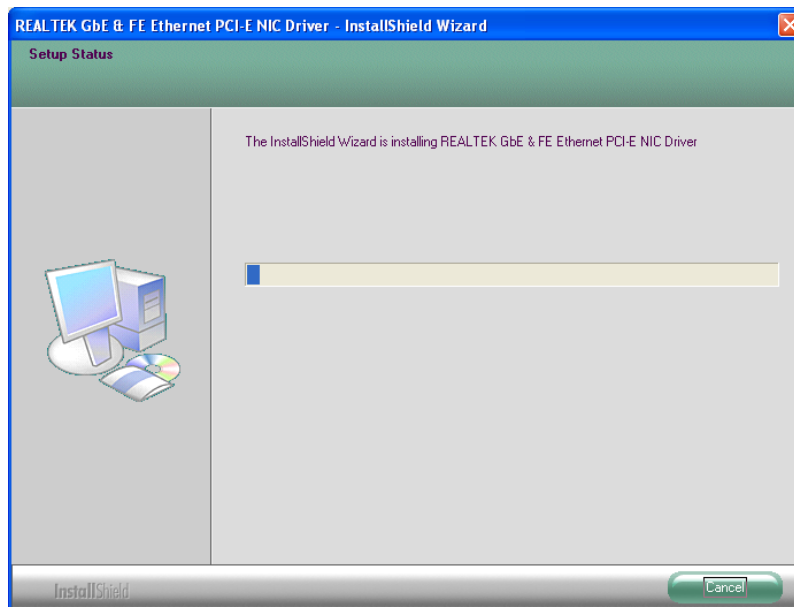 REALTEK GbE & FE Ethernet PCI-E NIC Driver - InstallShield Wizard
Setup Status
The InstallShield Wizard is installing REALTEK GbE & FE Ethernet PCI-E NIC Driver
InstallShield
Cancel